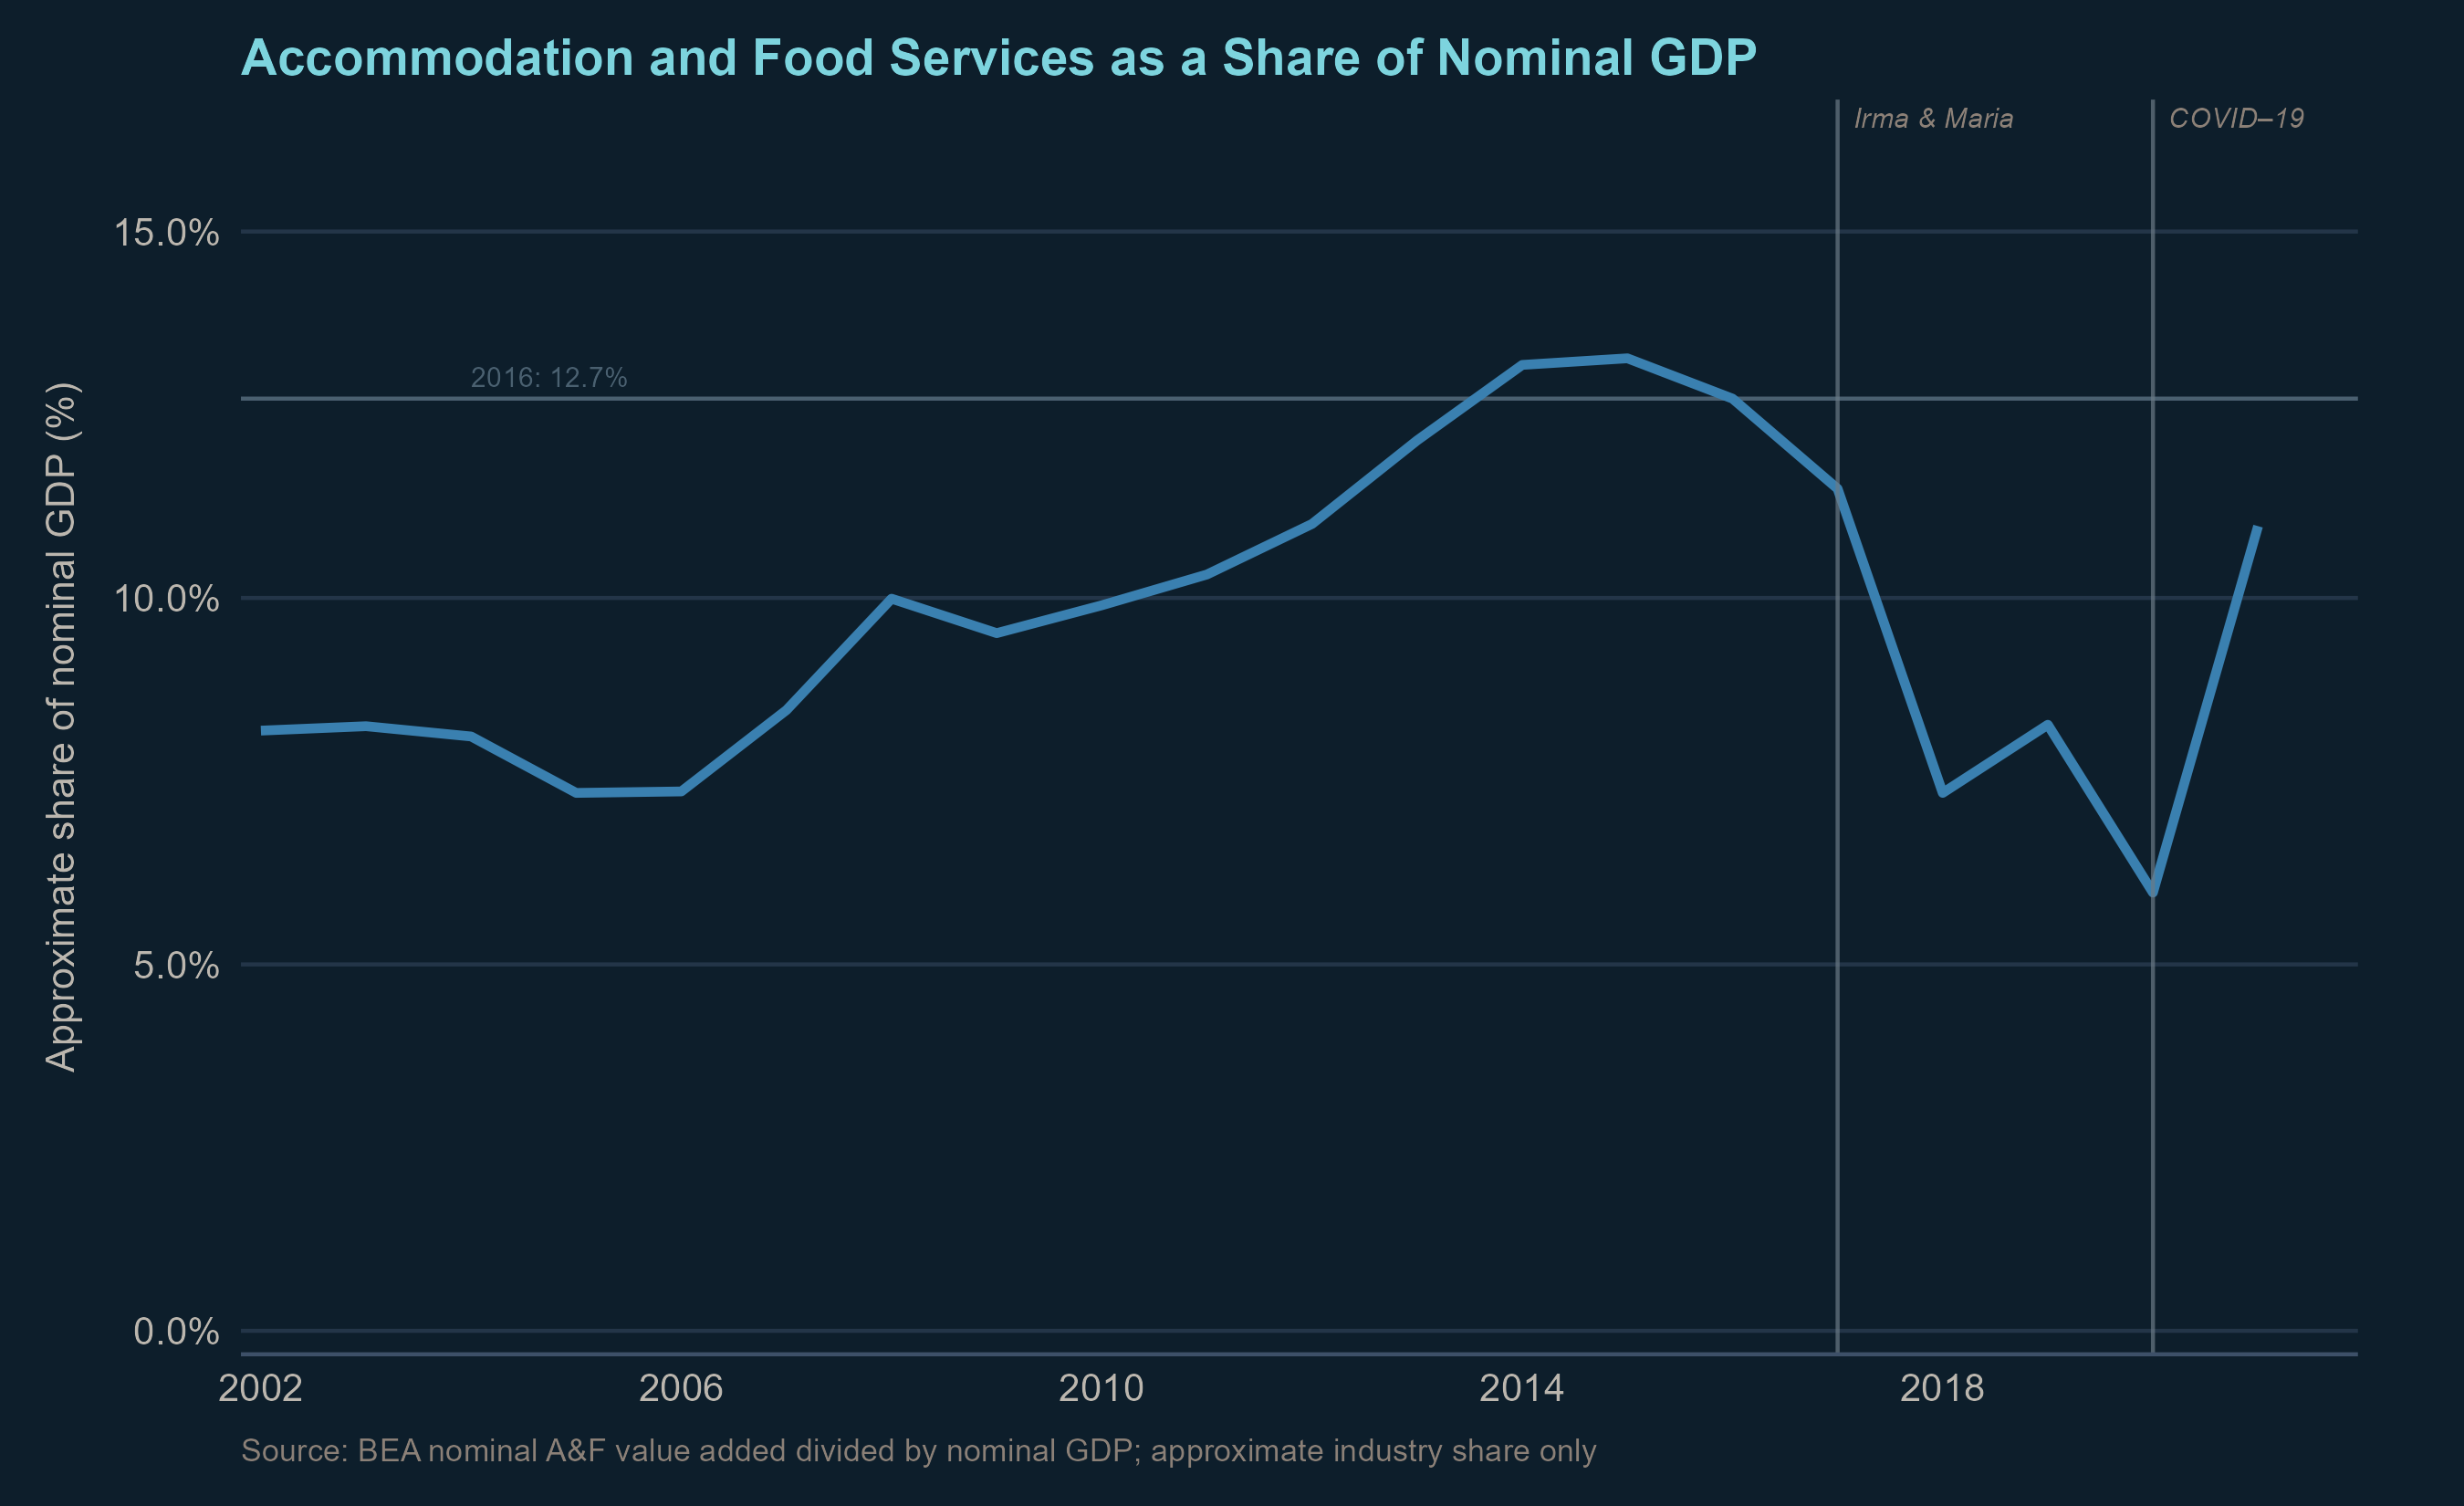 Accommodation and Food Services as a Share of Nominal GDP
Irma & Maria
COVID–19
15.0%
2016: 12.7%
10.0%
5.0%
0.0%
Approximate share of nominal GDP (%)
2002
2006
2010
2014
2018
Source: BEA nominal A&F value added divided by nominal GDP; approximate industry share only